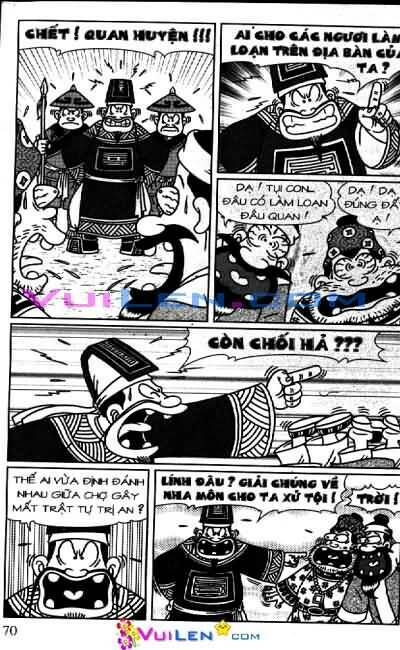 CHẾT ! QUAN HUYỆN !!!
AI CHO CÁC NGƯƠI LÀM
LOẠN TRÊN ĐỊA BÀN CỦA
TA ?
DẠ ! TỤI CON
ĐÂU CÓ LÀM LOẠN
ĐÂU QUAN !
DẠ ! DẠ !
ĐÚNG ĐẤY
Ạ !
VUILEN.COM
CÒN CHỐI HẢ ???
THẾ AI VỪA ĐỊNH ĐÁNH
NHAU GIỮA CHỢ GÂY
MẤT TRẬT TỰ TRỊ AN ?
LÍNH ĐÂU ? GIẢI CHÚNG VỀ
NHA MÔN CHO TA XỬ TỘI !
TRỜI !
70
VUILEN.COM